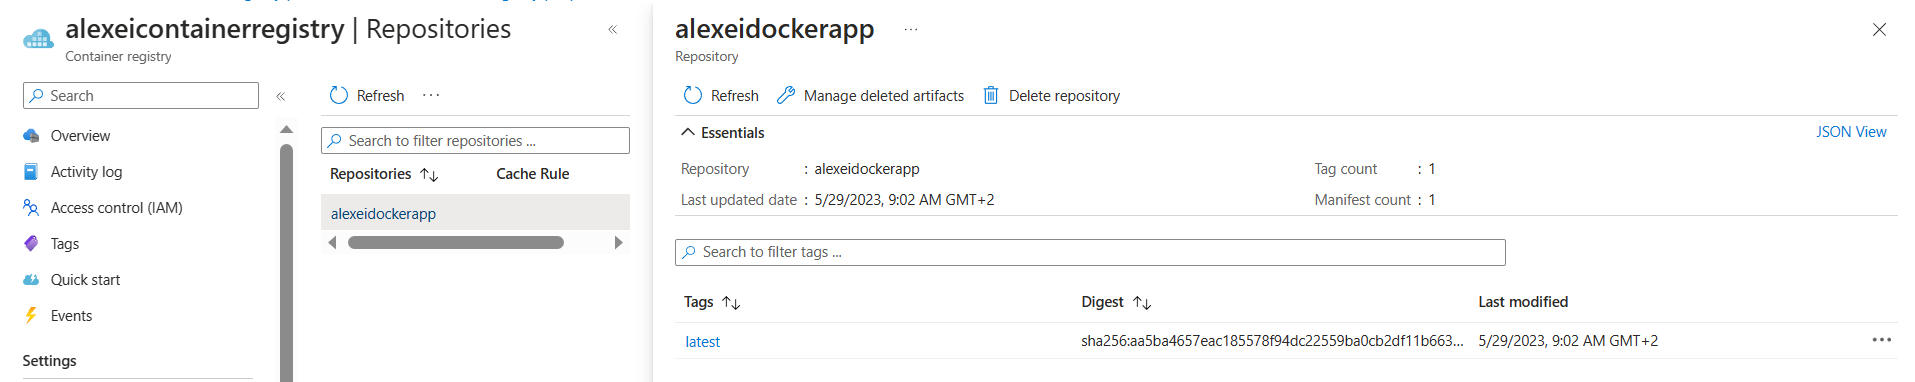 alexeicontainerregistry | Repositories
Container registry
Search
Overview
Activity log
Access control (IAM)
Tags
Quick start
Events
Settings
Refresh
Search to filter repositories ...
Repositories Cache Rule
alexeidockerapp
alexeidockerapp
Repository
Refresh Manage deleted artifacts Delete repository
Essentials JSON View
Repository : alexeidockerapp Tag count : 1
Last updated date : 5/29/2023, 9:02 AM GMT+2 Manifest count : 1
Search to filter tags ...
Tags Digest Last modified
latest sha256:aa5ba4657eac185578f94dc22559ba0cb2df11b663... 5/29/2023, 9:02 AM GMT+2